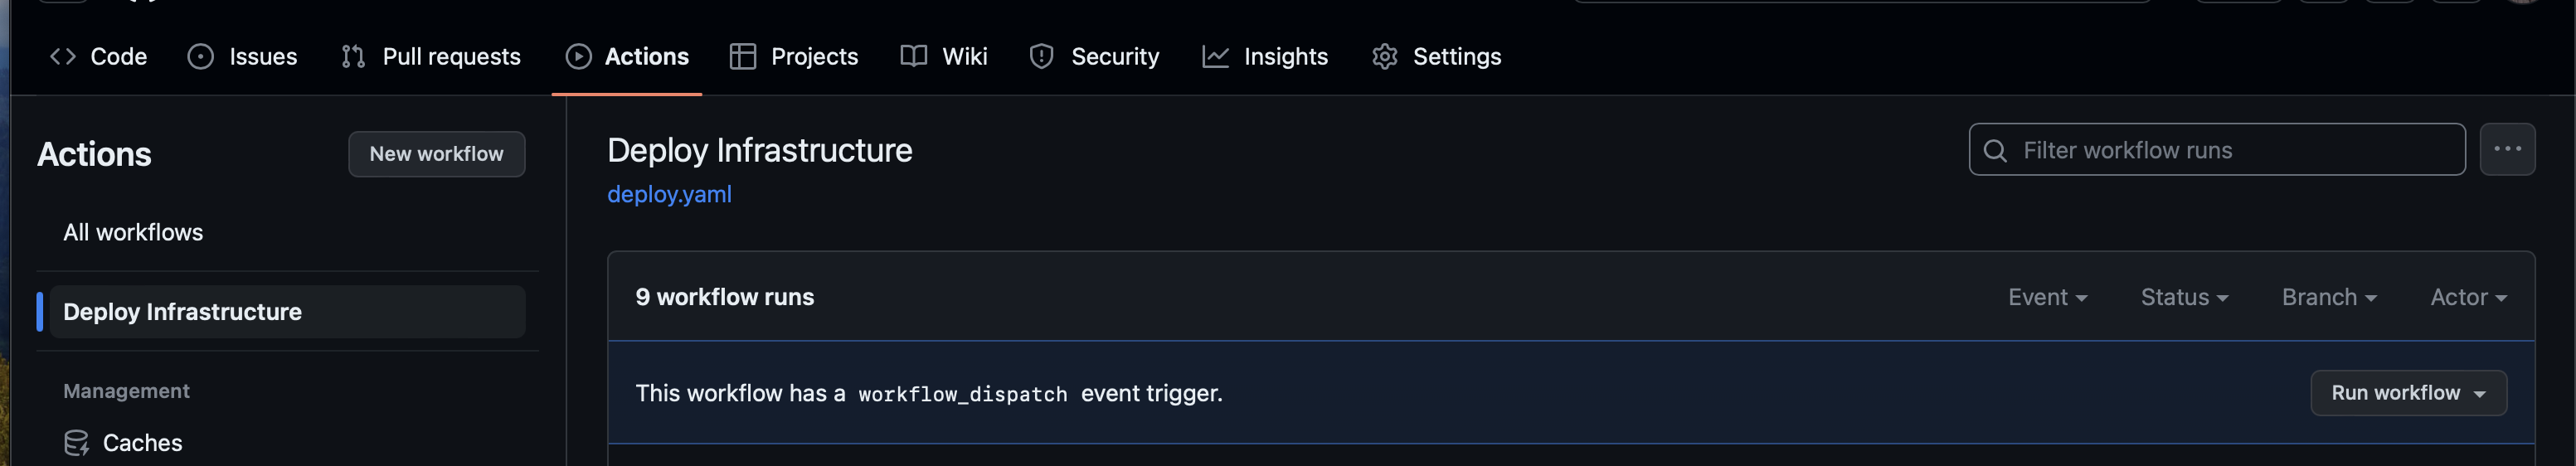 Code Issues Pull requests Actions Projects Wiki Security Insights Settings
Actions
New workflow
All workflows
Deploy Infrastructure
Management
Caches
Deploy Infrastructure
deploy.yaml
Filter workflow runs
9 workflow runs
Event Status Branch Actor
This workflow has a workflow_dispatch event trigger.
Run workflow